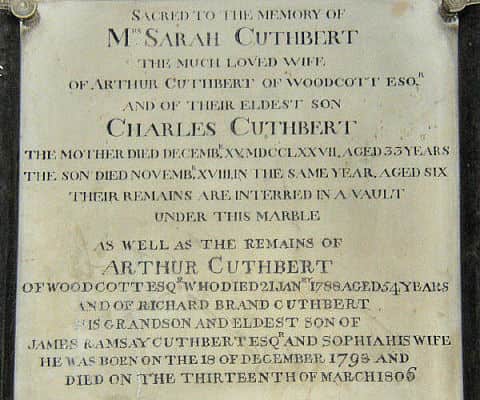 SACRED TO THE MEMORY OF
MRS SARAH CUTHBERT
THE MUCH LOVED WIFE
OF ARTHUR CUTHBERT OF WOODCOTT ESQ.R
AND OF THEIR ELDEST SON
CHARLES CUTHBERT
THE MOTHER DIED DECEMB.R XV, MDCCLXXVII, AGED 33 YEARS
THE SON DIED NOVEMB.R XVIII, IN THE SAME YEAR, AGED SIX
THEIR REMAINS ARE INTERRED IN A VAULT
UNDER THIS MARBLE
AS WELL AS THE REMAINS OF
ARTHUR CUTHBERT
OF WOODCOTT ESQR WHO DIED 21 JANRY 1788 AGED 54 YEARS
AND OF RICHARD BRAND CUTHBERT
HIS GRANDSON AND ELDEST SON OF
JAMES RAMSAY CUTHBERT ESQR AND SOPHIA HIS WIFE
HE WAS BORN ON THE 18 OF DECEMBER 1798 AND
DIED ON THE THIRTEENTH OF MARCH 1806